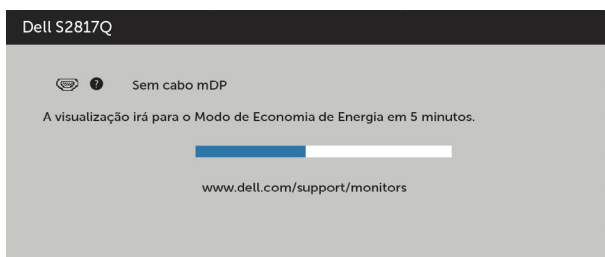 Dell S2817Q
? Sem cabo mDP
A visualização irá para o Modo de Economia de Energia em 5 minutos.
www.dell.com/support/monitors